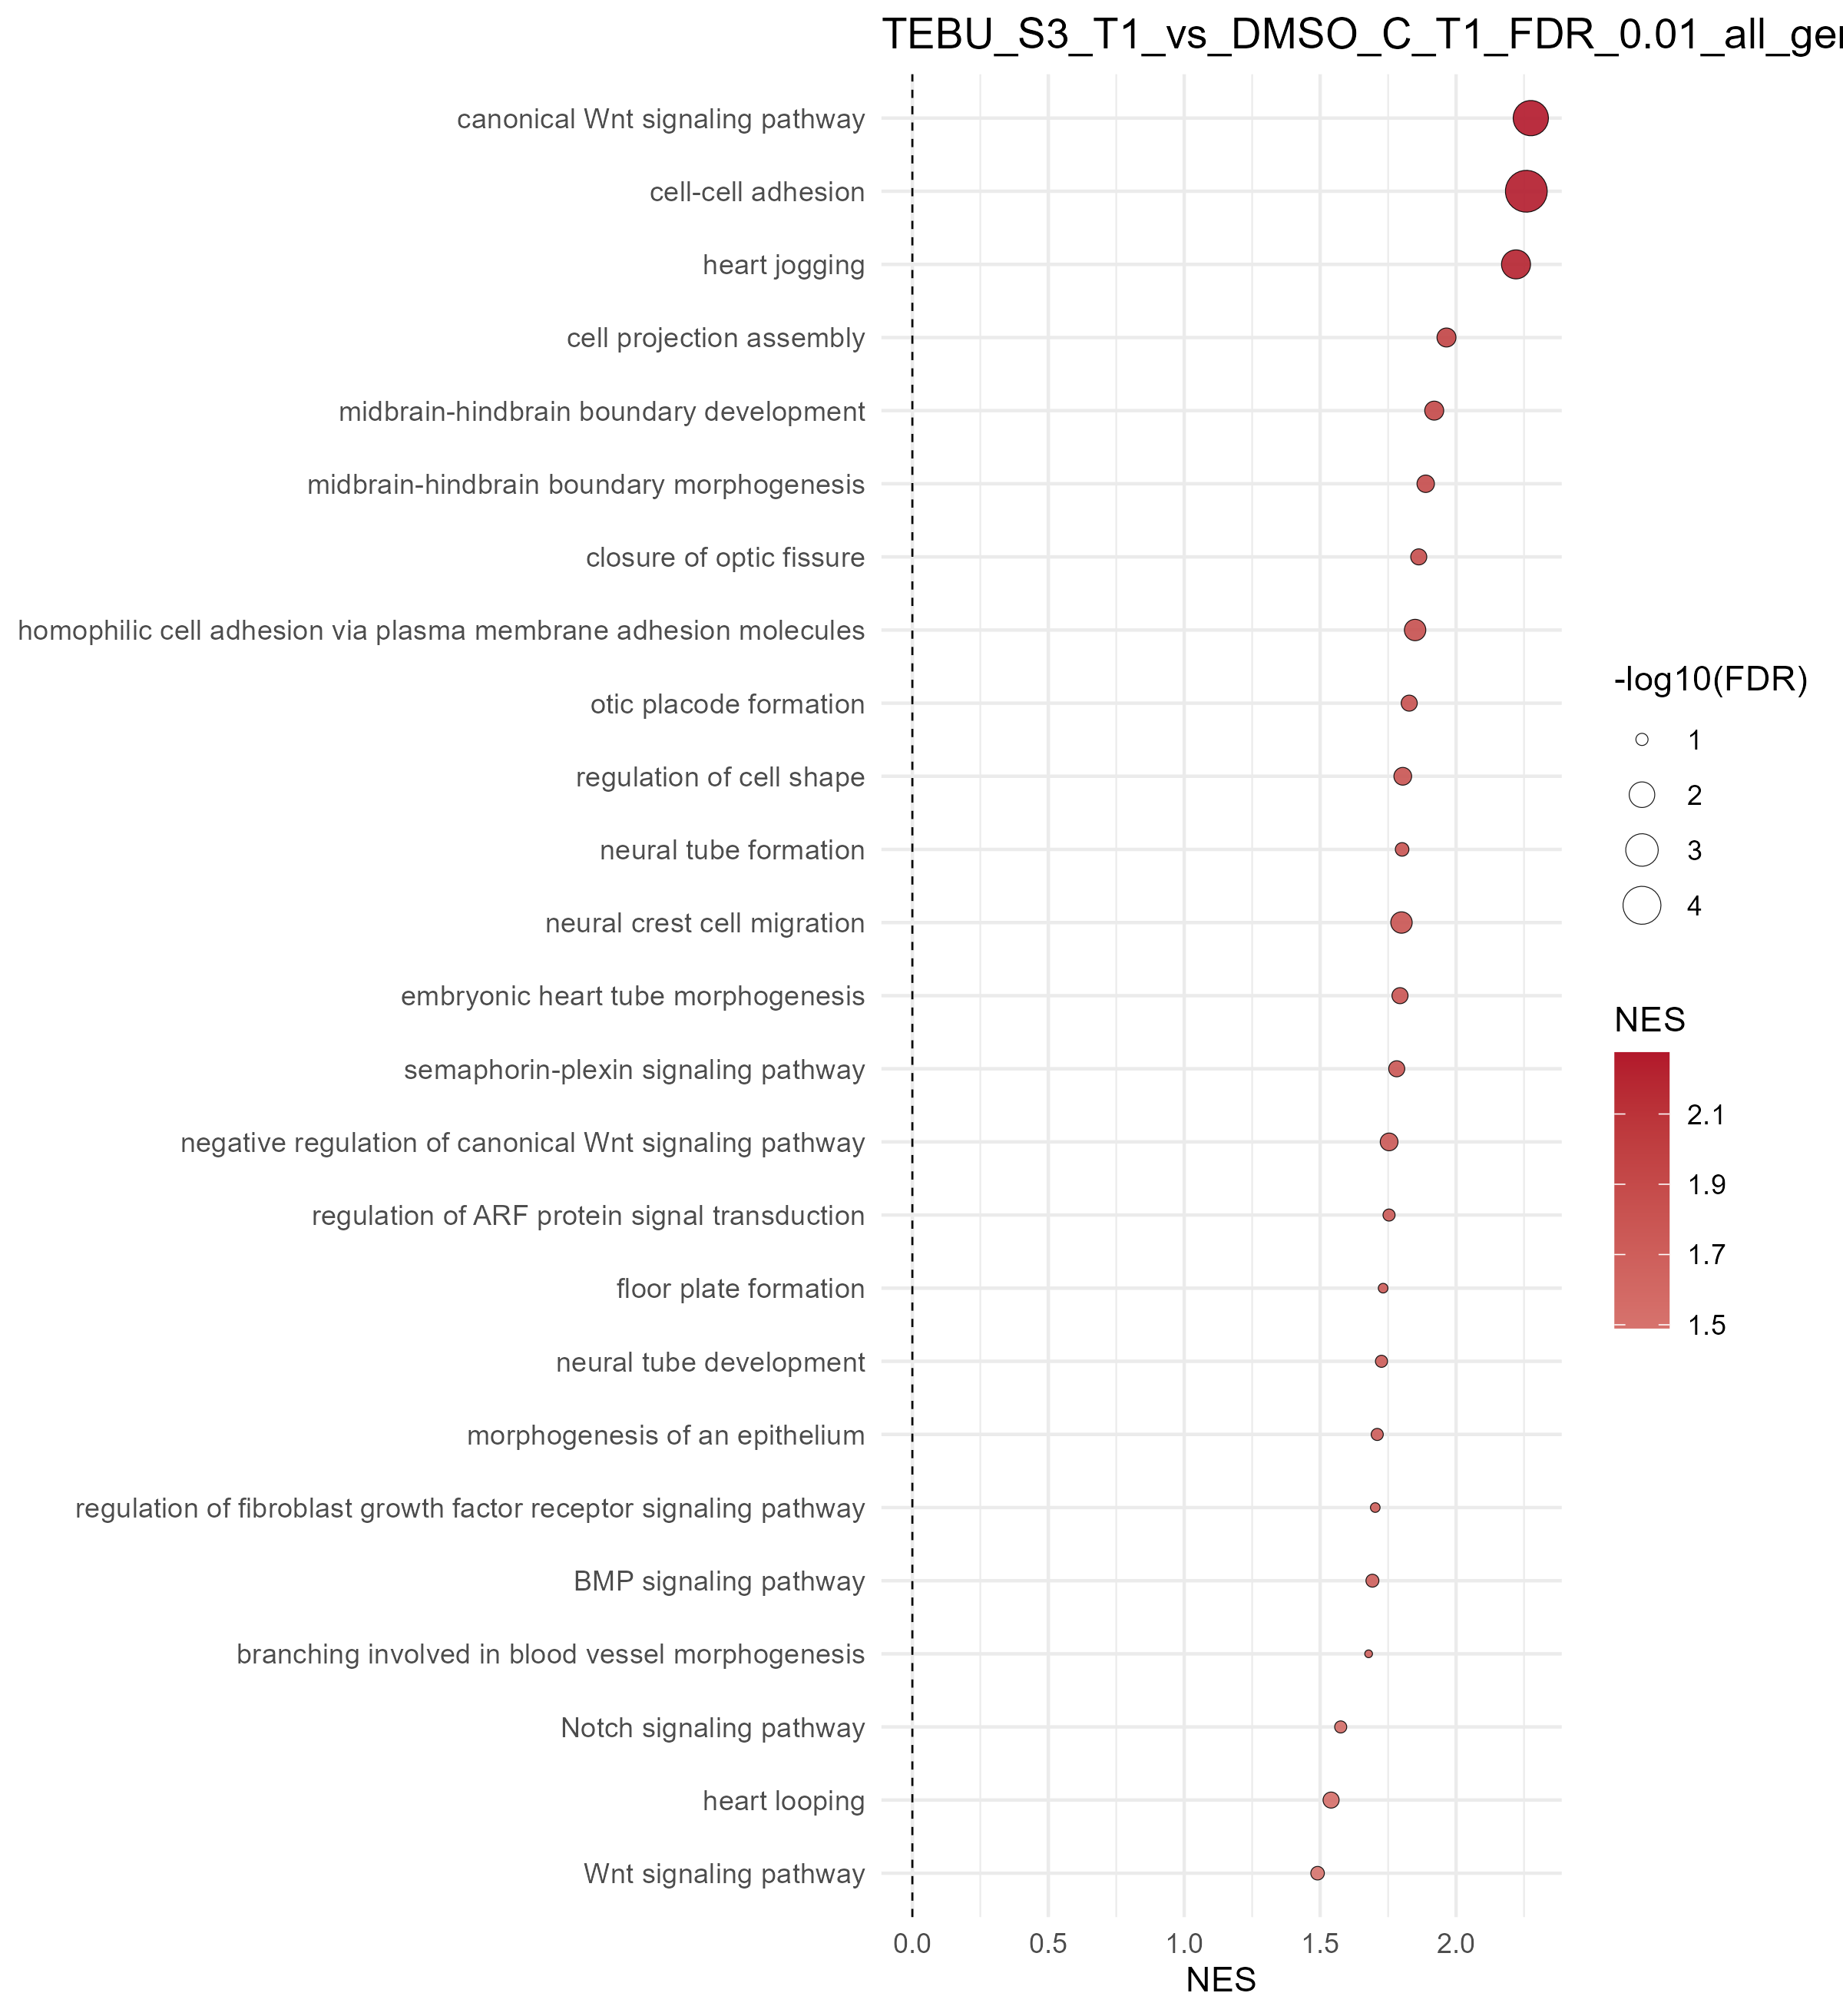 TEBU_S3_T1_vs_DMSO_C_T1_FDR_0.01_all_ger
canonical Wnt signaling pathway
cell-cell adhesion
heart jogging
cell projection assembly
midbrain-hindbrain boundary development
midbrain-hindbrain boundary morphogenesis
closure of optic fissure
homophilic cell adhesion via plasma membrane adhesion molecules
otic placode formation
regulation of cell shape
neural tube formation
neural crest cell migration
embryonic heart tube morphogenesis
semaphorin-plexin signaling pathway
negative regulation of canonical Wnt signaling pathway
regulation of ARF protein signal transduction
floor plate formation
neural tube development
morphogenesis of an epithelium
regulation of fibroblast growth factor receptor signaling pathway
BMP signaling pathway
branching involved in blood vessel morphogenesis
Notch signaling pathway
heart looping
Wnt signaling pathway
0.0 0.5 1.0 1.5 2.0
NES
-log10(FDR)
1
2
3
4
NES
2.1
1.9
1.7
1.5